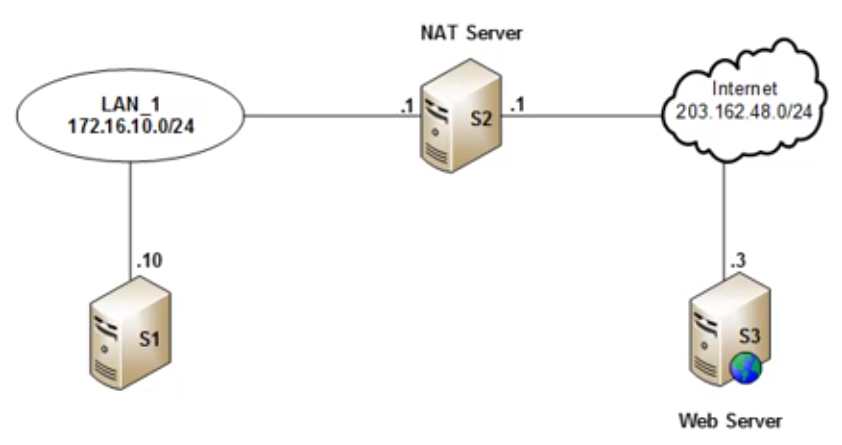 NAT Server
LAN_1
172.16.10.0/24
.1
S2
.1
Internet
203.162.48.0/24
.10
S1
.3
S3
Web Server